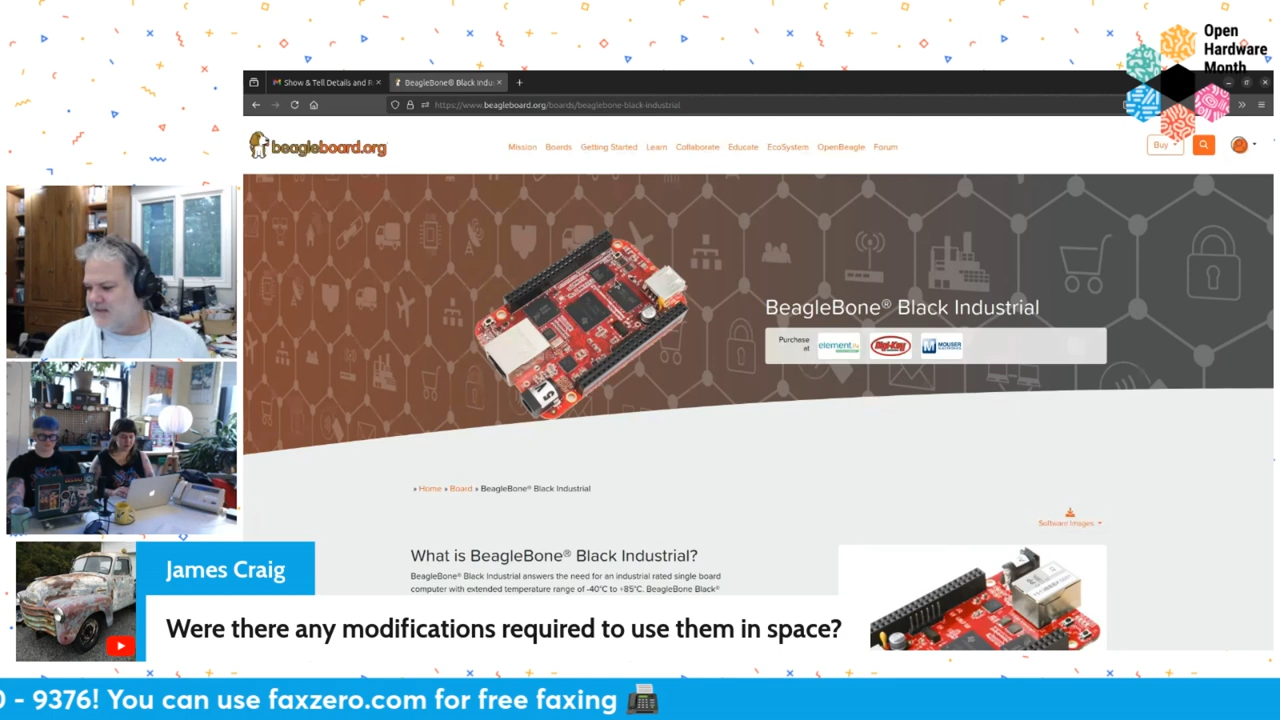 Open
Hardware
Month
Show & Tell Details and R
BeagleBone® Black Indus
https://www.beagleboard.org/boards/beaglebone-black-industrial
beagleboard.org
Mission Boards Getting Started Learn Collaborate Educate EcoSystem OpenBeagle Forum
Buy
BeagleBone® Black Industrial
Purchase
at
element14
Digi-Key
MOUSER
ELECTRONICS
5V
» Home » Board » BeagleBone® Black Industrial
Software Images
What is BeagleBone® Black Industrial?
BeagleBone® Black Industrial answers the need for an industrial rated single board
computer with extended temperature range of -40°C to +85°C. BeagleBone Black®
James Craig
Were there any modifications required to use them in space?
0 - 9376! You can use faxzero.com for free faxing